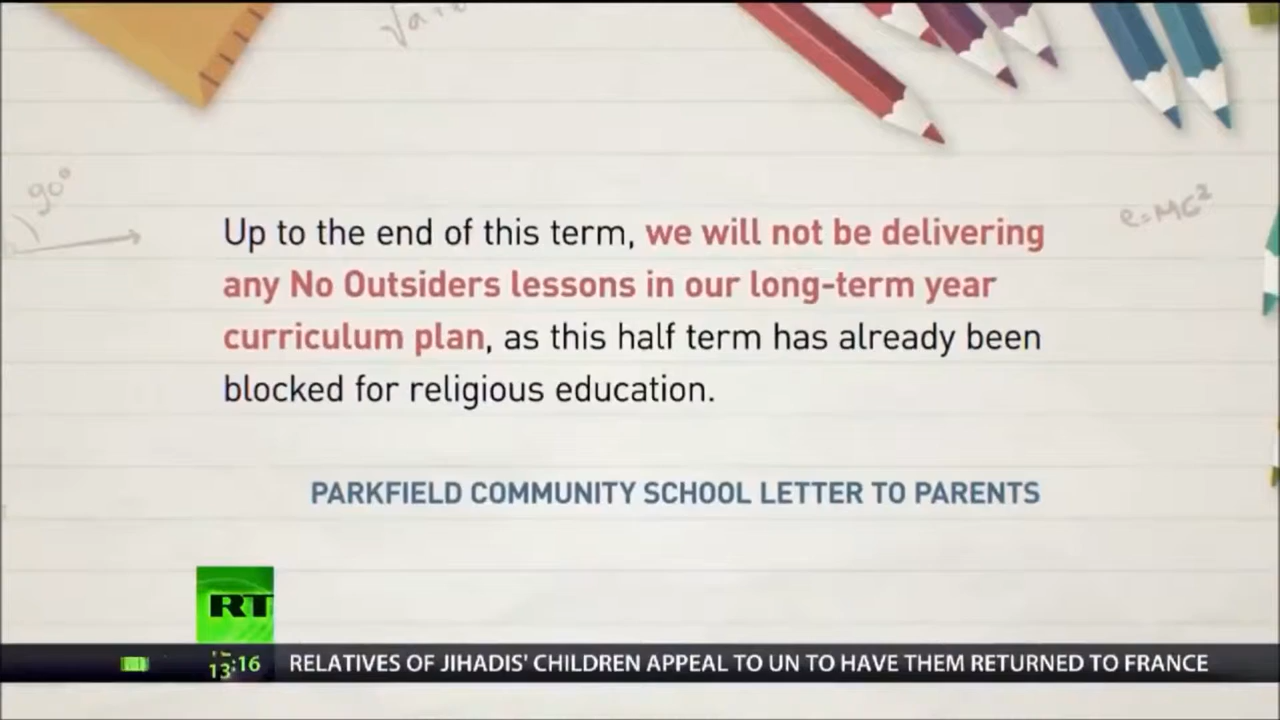 90°
e=MC²
Up to the end of this term, we will not be delivering
any No Outsiders lessons in our long-term year
curriculum plan, as this half term has already been
blocked for religious education.
PARKFIELD COMMUNITY SCHOOL LETTER TO PARENTS
RT
13:16 RELATIVES OF JIHADIS' CHILDREN APPEAL TO UN TO HAVE THEM RETURNED TO FRANCE